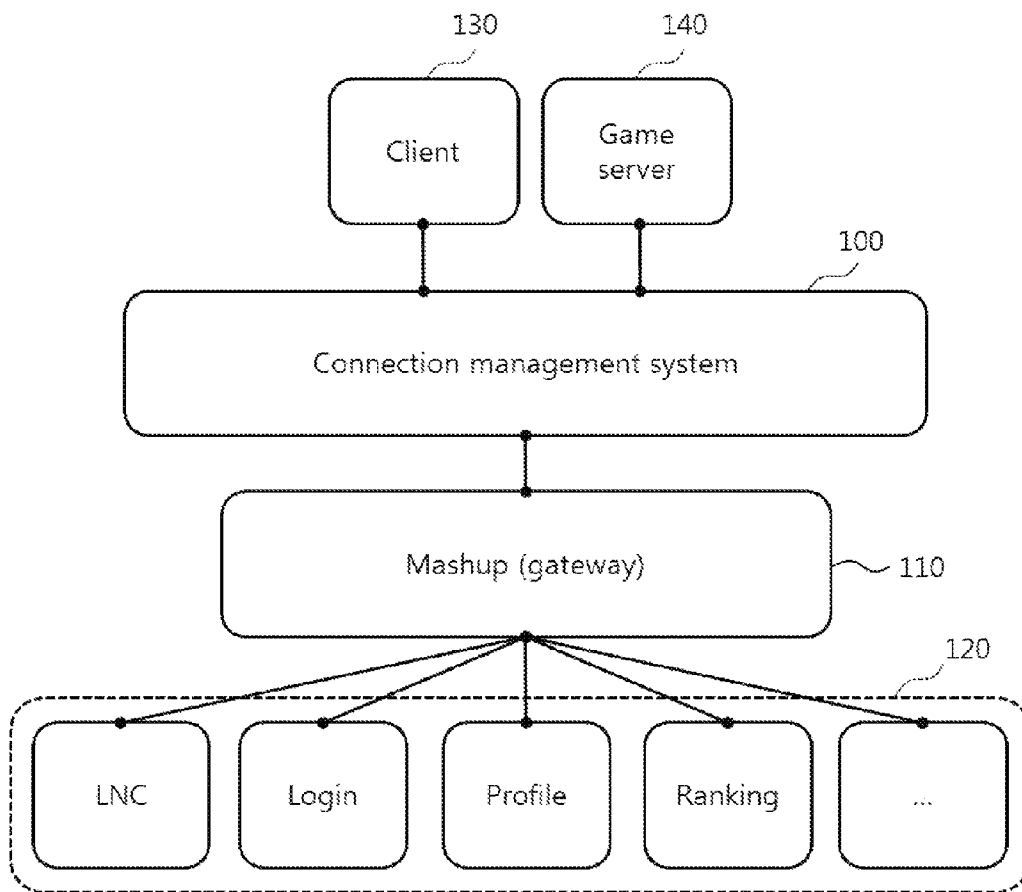 130
140
Client
Game
server
100
Connection management system
Mashup (gateway)
110
120
LNC
Login
Profile
Ranking
...